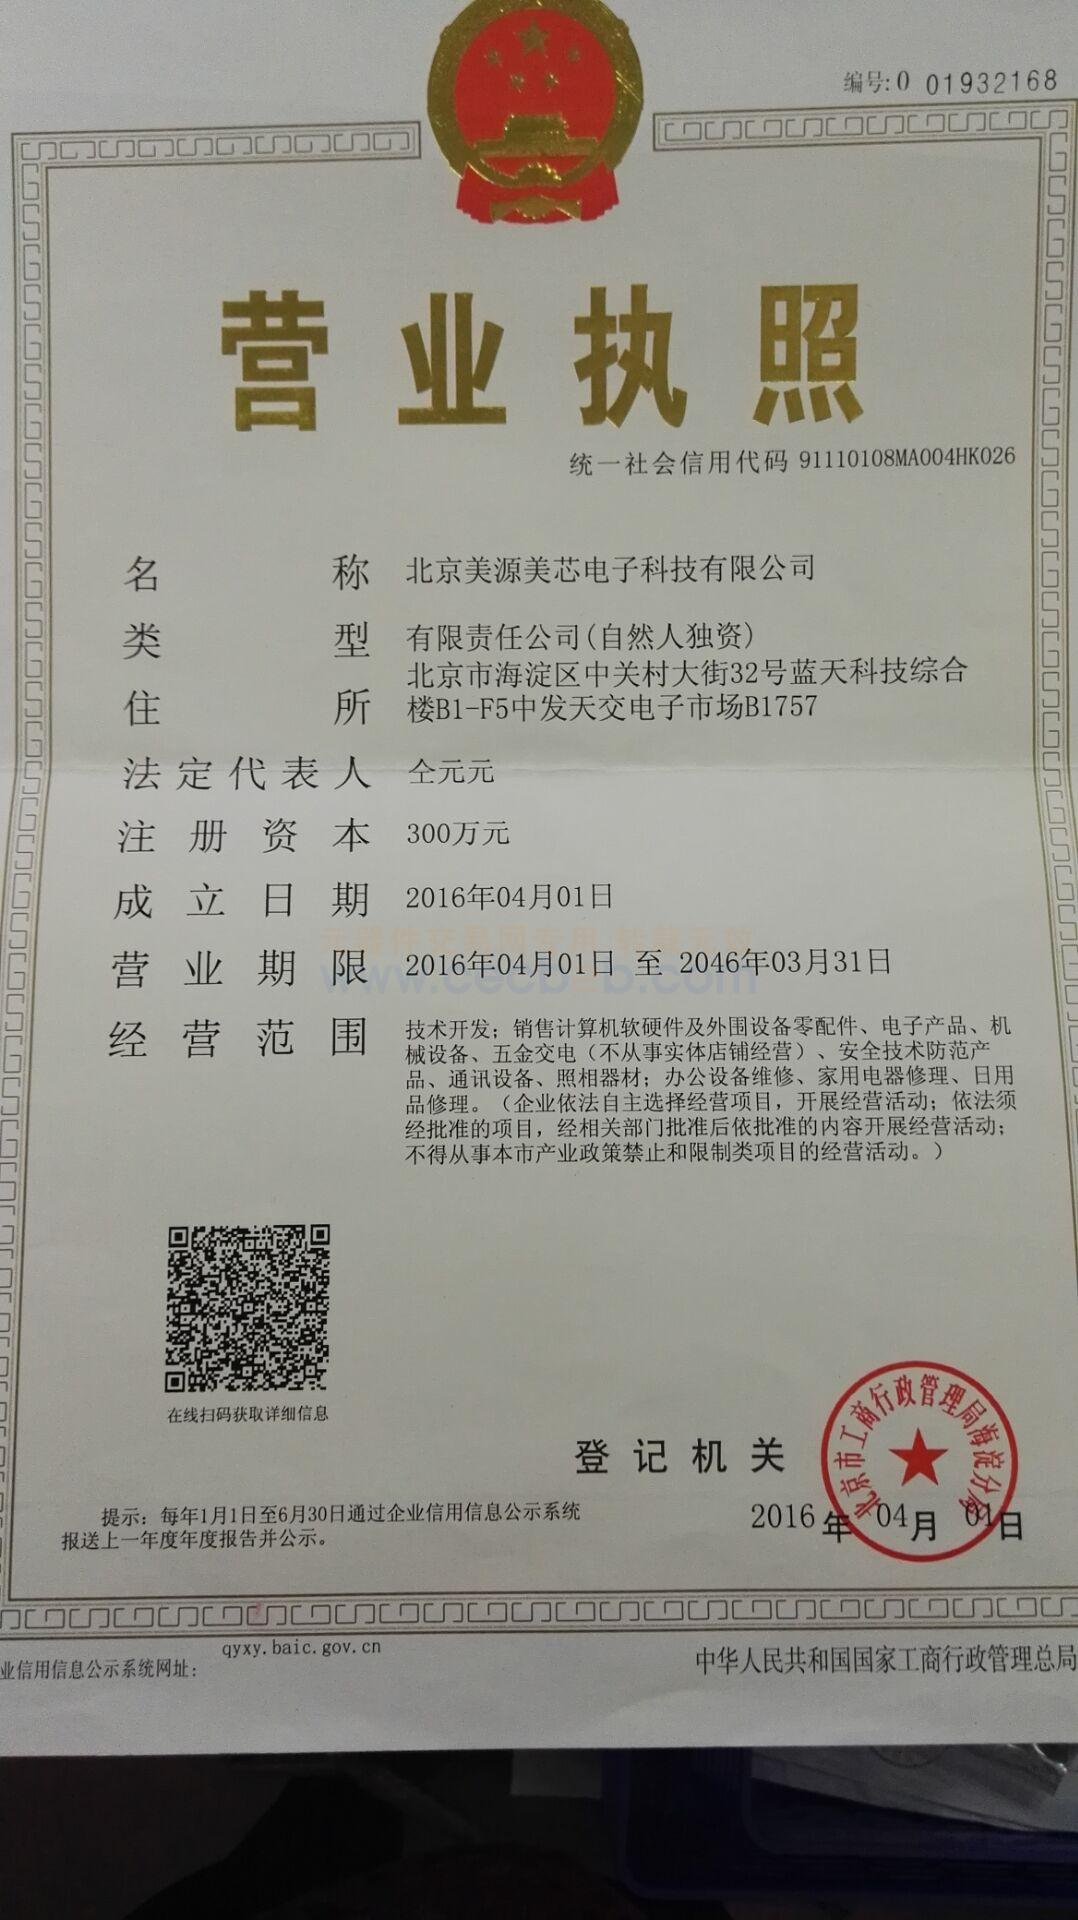 编号: 0 01932168
营业执照
统一社会信用代码 91110108MA004HK026
名称 北京美源美芯电子科技有限公司
类型 有限责任公司(自然人独资)
住所 北京市海淀区中关村大街32号蓝天科技综合
楼B1-F5中发天交电子市场B1757
法定代表人 仝元元
注册资本 300万元
成立日期 2016年04月01日
元器件交易网专用 转载无效
营业期限 2016年04月01日 至 2046年03月31日
www.cecb2b.com
经营范围 技术开发；销售计算机软硬件及外围设备零配件、电子产品、机
械设备、五金交电（不从事实体店铺经营）、安全技术防范产
品、通讯设备、照相器材；办公设备维修、家用电器修理、日用
品修理。（企业依法自主选择经营项目，开展经营活动；依法须
经批准的项目，经相关部门批准后依批准的内容开展经营活动；
不得从事本市产业政策禁止和限制类项目的经营活动。）
在线扫码获取详细信息
登记机关
北京市工商行政管理局海淀分局
2016年04月01日
提示：每年1月1日至6月30日通过企业信用信息公示系统
报送上一年度年度报告并公示。
qyxy.baic.gov.cn
业信用信息公示系统网址：
中华人民共和国国家工商行政管理总局